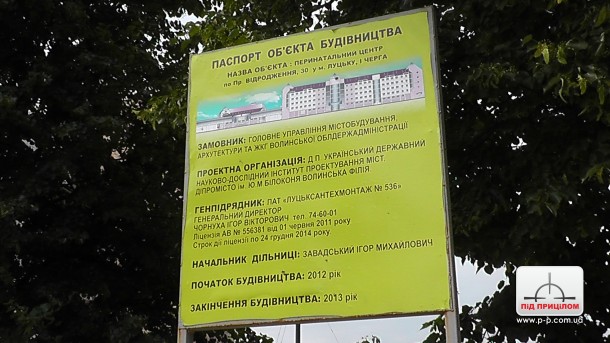 ПАСПОРТ ОБ'ЄКТА БУДІВНИЦТВА
НАЗВА ОБ'ЄКТА : ПЕРИНАТАЛЬНИЙ ЦЕНТР
по Пр. ВІДРОДЖЕННЯ, 30 у м. ЛУЦЬКУ, І ЧЕРГА
ЗАМОВНИК: ГОЛОВНЕ УПРАВЛІННЯ МІСТОБУДУВАННЯ,
АРХІТЕКТУРИ ТА ЖКГ ВОЛИНСЬКОЇ ОБЛДЕРЖАДМІНІСТРАЦІЇ
ПРОЕКТНА ОРГАНІЗАЦІЯ: Д П УКРАЇНСЬКИЙ ДЕРЖАВНИЙ
НАУКОВО-ДОСЛІДНИЙ ІНСТИТУТ ПРОЕКТУВАННЯ МІСТ.
ДІПРОМІСТО ім. Ю.М БІЛОКОНЯ ВОЛИНСЬКА ФІЛІЯ
ГЕНПІДРЯДНИК: ПАТ «ЛУЦЬКСАНТЕХМОНТАЖ № 536»
ГЕНЕРАЛЬНИЙ ДИРЕКТОР
ЧОРНУХА ІГОР ВІКТОРОВИЧ тел 74-60-01
Ліцензія АВ № 556381 від 01 червня 2011 року
Строк дії ліцензії по 24 грудня 2014 року.
НАЧАЛЬНИК ДІЛЬНИЦІ: ЗАВАДСЬКИЙ ІГОР МИХАЙЛОВИЧ
ПОЧАТОК БУДІВНИЦТВА: 2012 рік
ЗАКІНЧЕННЯ БУДІВНИЦТВА: 2013 рік
ПІД ПРИЦІЛОМ
www.p-p.com.ua